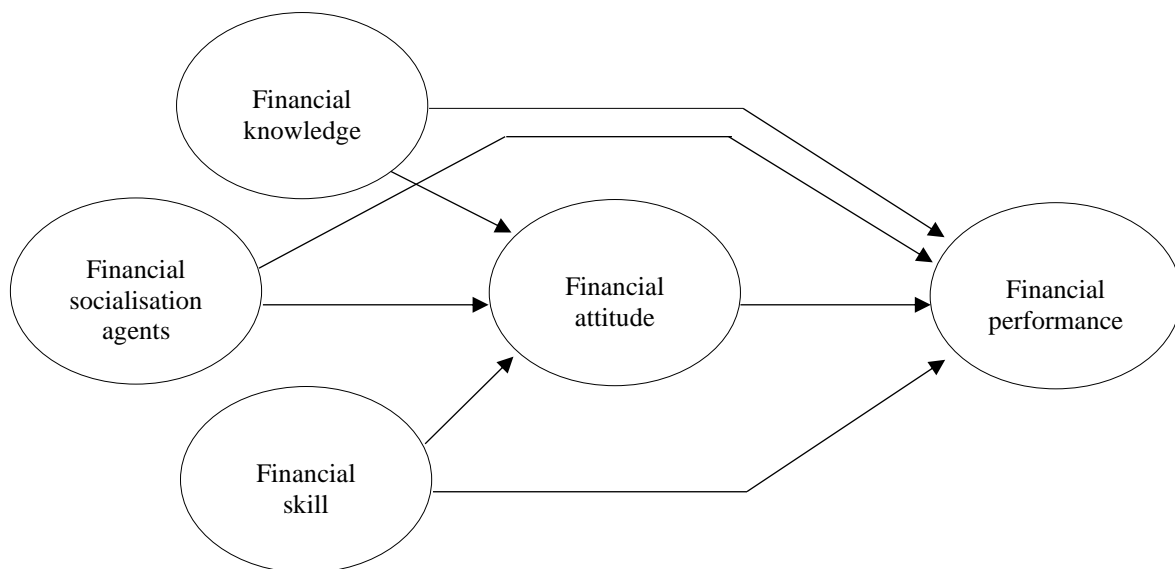 Financial
knowledge
Financial
socialisation
agents
Financial
attitude
Financial
performance
Financial
skill